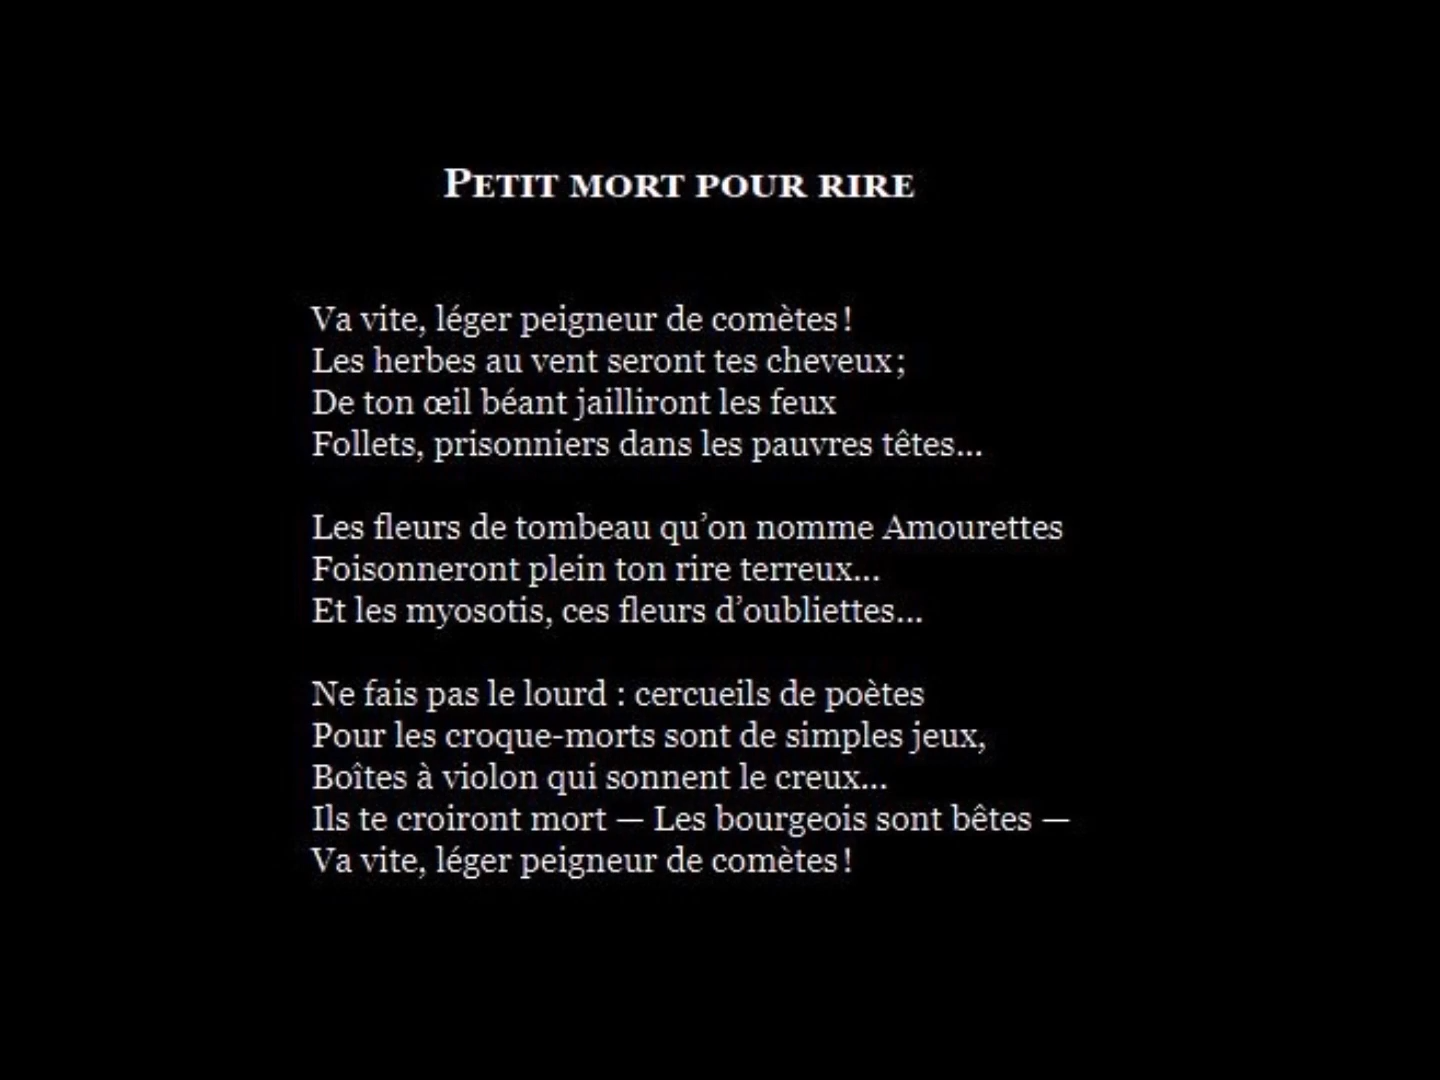 PETIT MORT POUR RIRE
Va vite, léger peigneur de comètes !
Les herbes au vent seront tes cheveux ;
De ton œil béant jailliront les feux
Follets, prisonniers dans les pauvres têtes...
Les fleurs de tombeau qu’on nomme Amourettes
Foisonneront plein ton rire terreux...
Et les myosotis, ces fleurs d’oubliettes...
Ne fais pas le lourd : cercueils de poètes
Pour les croque-morts sont de simples jeux,
Boîtes à violon qui sonnent le creux...
Ils te croiront mort — Les bourgeois sont bêtes —
Va vite, léger peigneur de comètes !